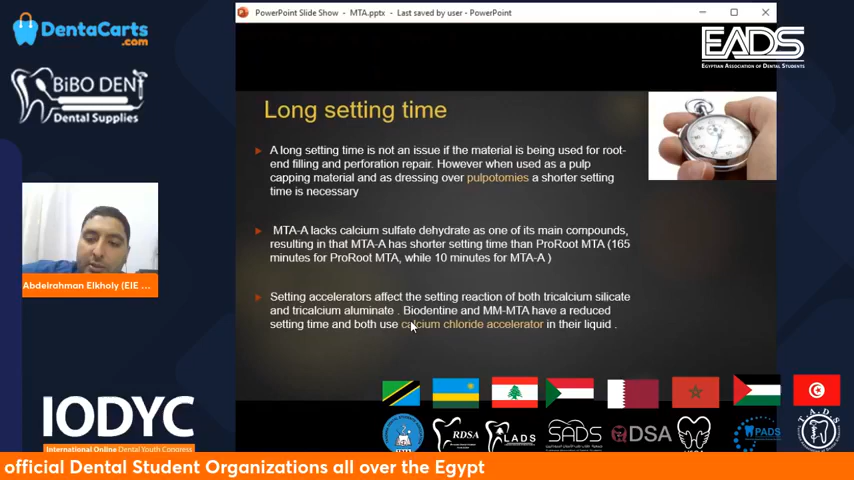 PowerPoint Slide Show - MTA.pptx - Last saved by user - PowerPoint
DentaCarts
.com
BiBO DENT
Dental Supplies
EADS
EGYPTIAN ASSOCIATION OF DENTAL STUDENTS
Long setting time
A long setting time is not an issue if the material is being used for root-
end filling and perforation repair. However when used as a pulp
capping material and as dressing over pulpotomies a shorter setting
time is necessary
MTA-A lacks calcium sulfate dehydrate as one of its main compounds,
resulting in that MTA-A has shorter setting time than ProRoot MTA (165
minutes for ProRoot MTA, while 10 minutes for MTA-A )
Setting accelerators affect the setting reaction of both tricalcium silicate
and tricalcium aluminate . Biodentine and MM-MTA have a reduced
setting time and both use calcium chloride accelerator in their liquid .
Abdelrahman Elkholy (EIE
IODYC
International Online Dental Youth Congress
RDSA
LADS
SADS
QDSA
PADS
T.A.D.S
official Dental Student Organizations all over the Egypt